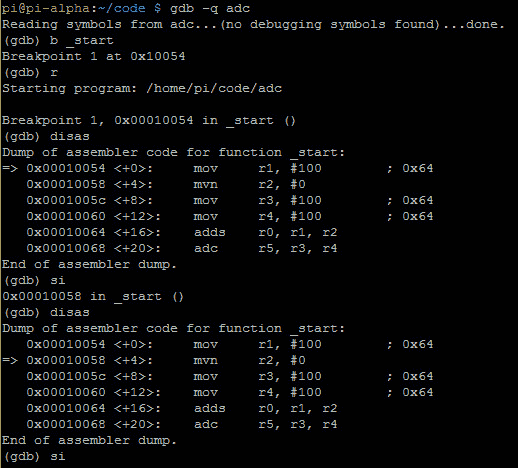 pi@pi-alpha:~/code $ gdb -q adc
Reading symbols from adc...(no debugging symbols found)...done.
(gdb) b _start
Breakpoint 1 at 0x10054
(gdb) r
Starting program: /home/pi/code/adc

Breakpoint 1, 0x00010054 in _start ()
(gdb) disas
Dump of assembler code for function _start:
=> 0x00010054 <+0>:     mov     r1, #100        ; 0x64
   0x00010058 <+4>:     mvn     r2, #0
   0x0001005c <+8>:     mov     r3, #100        ; 0x64
   0x00010060 <+12>:    mov     r4, #100        ; 0x64
   0x00010064 <+16>:    adds    r0, r1, r2
   0x00010068 <+20>:    adc     r5, r3, r4
End of assembler dump.
(gdb) si
0x00010058 in _start ()
(gdb) disas
Dump of assembler code for function _start:
   0x00010054 <+0>:     mov     r1, #100        ; 0x64
=> 0x00010058 <+4>:     mvn     r2, #0
   0x0001005c <+8>:     mov     r3, #100        ; 0x64
   0x00010060 <+12>:    mov     r4, #100        ; 0x64
   0x00010064 <+16>:    adds    r0, r1, r2
   0x00010068 <+20>:    adc     r5, r3, r4
End of assembler dump.
(gdb) si